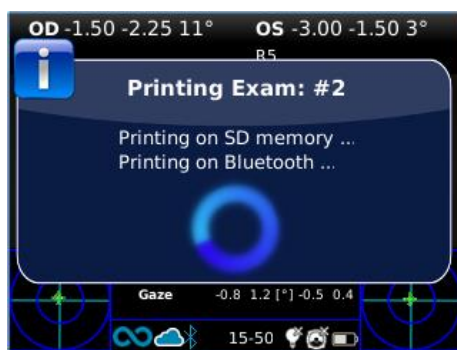 OD -1.50 -2.25 11° OS -3.00 -1.50 3°
R5
Printing Exam: #2
Printing on SD memory ...
Printing on Bluetooth ...
Gaze -0.8 1.2 [°] -0.5 0.4
15-50